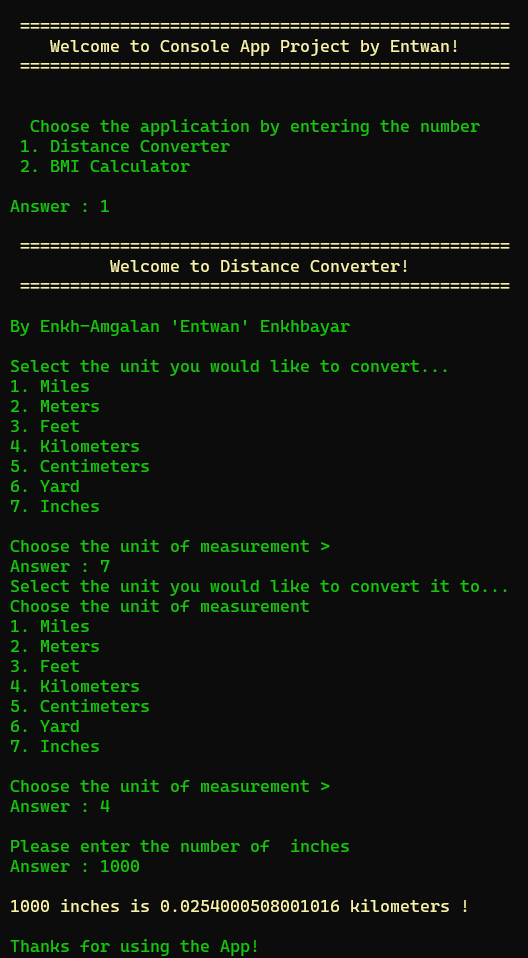 =================================================
Welcome to Console App Project by Entwan!
=================================================
Choose the application by entering the number
1. Distance Converter
2. BMI Calculator
Answer : 1
=================================================
Welcome to Distance Converter!
=================================================
By Enkh-Amgalan 'Entwan' Enkhbayar
Select the unit you would like to convert...
1. Miles
2. Meters
3. Feet
4. Kilometers
5. Centimeters
6. Yard
7. Inches
Choose the unit of measurement >
Answer : 7
Select the unit you would like to convert it to...
Choose the unit of measurement
1. Miles
2. Meters
3. Feet
4. Kilometers
5. Centimeters
6. Yard
7. Inches
Choose the unit of measurement >
Answer : 4
Please enter the number of  inches
Answer : 1000
1000 inches is 0.0254000508001016 kilometers !
Thanks for using the App!